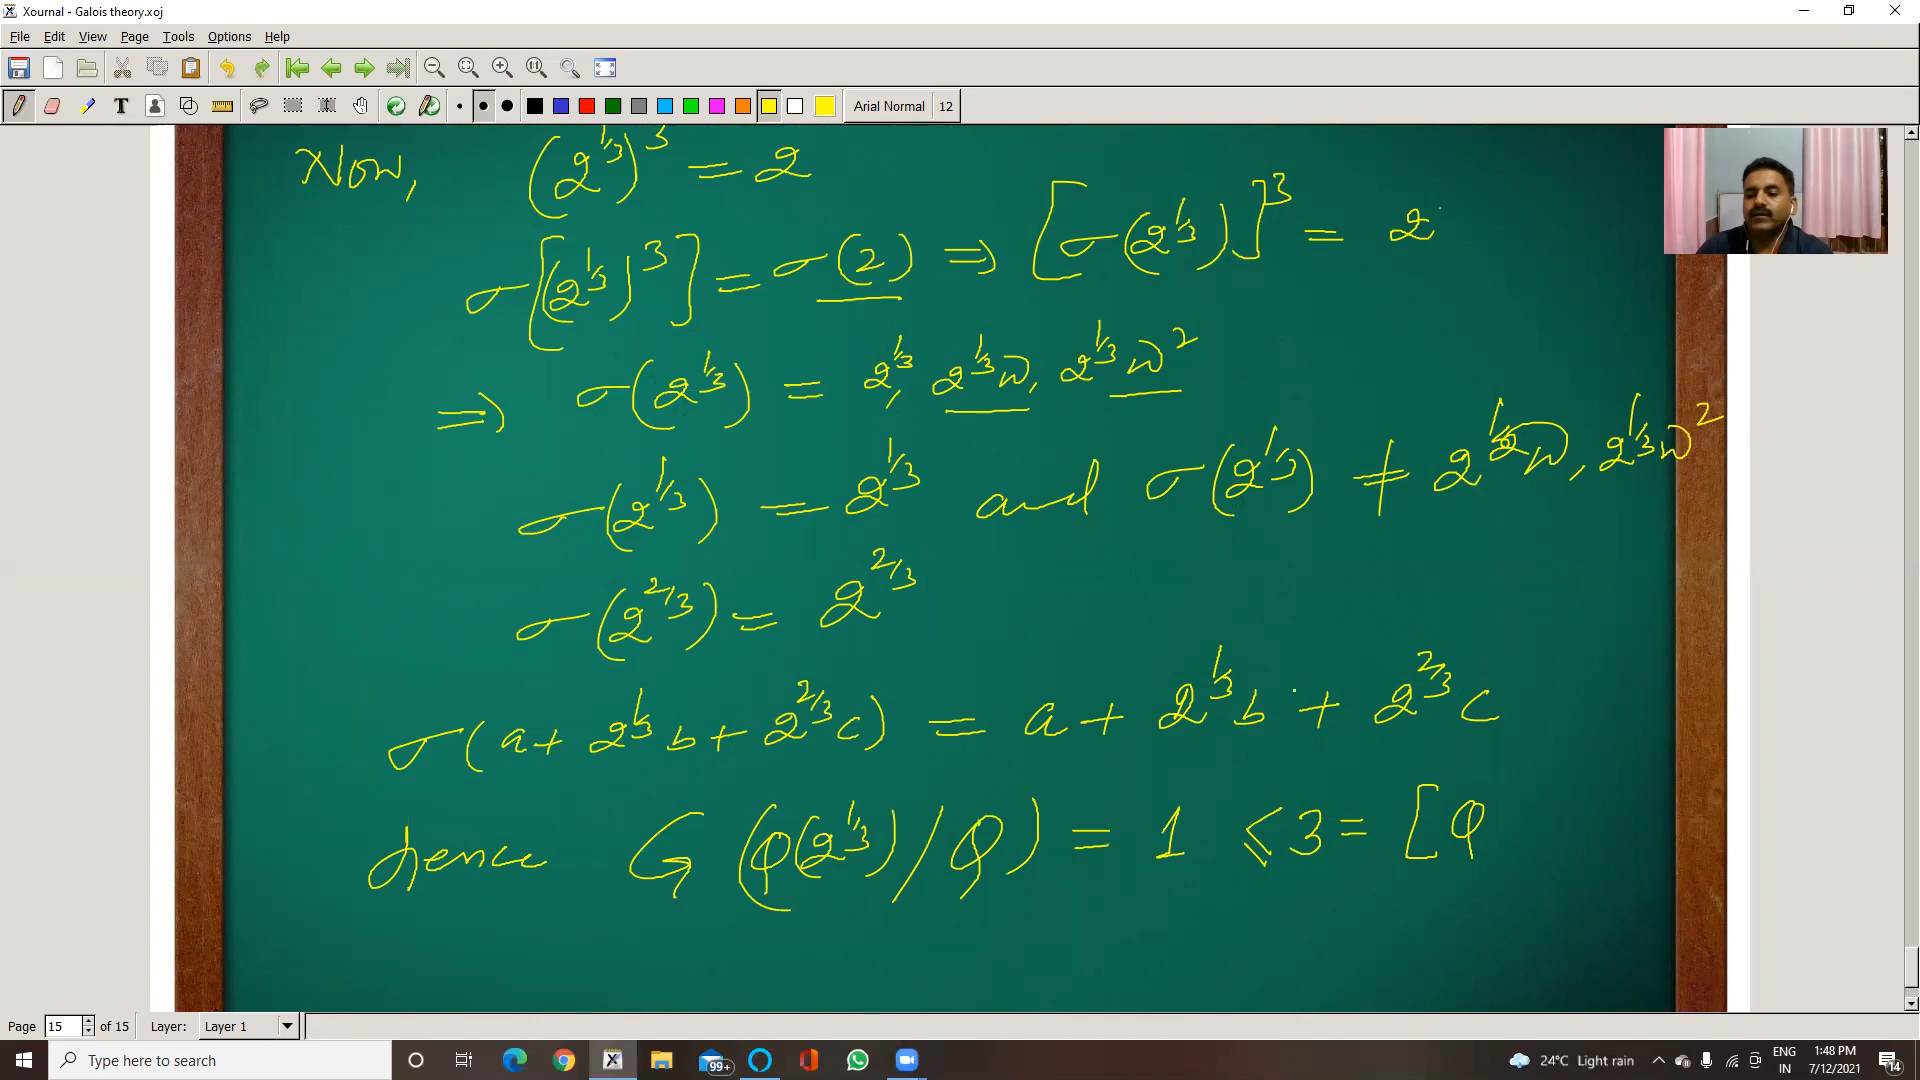 Xournal - Galois theory.xoj
File Edit View Page Tools Options Help
Arial Normal 12
Now, (2^{1/3})^3 = 2
σ[(2^{1/3})^3] = σ(2) ⇒ [σ(2^{1/3})]^3 = 2
⇒ σ(2^{1/3}) = 2^{1/3}, 2^{1/3}ω, 2^{1/3}ω^2
σ(2^{1/3}) = 2^{1/3} and σ(2^{1/3}) ≠ 2^{1/3}ω, 2^{1/3}ω^2
σ(2^{2/3}) = 2^{2/3}
σ(a + 2^{1/3}b + 2^{2/3}c) = a + 2^{1/3}b + 2^{2/3}c
hence G(Q(2^{1/3})/Q) = 1 ≤ 3 = [Q
Page 15 of 15 Layer: Layer 1
Type here to search
99+
24°C Light rain
ENG
IN
1:48 PM
7/12/2021
14